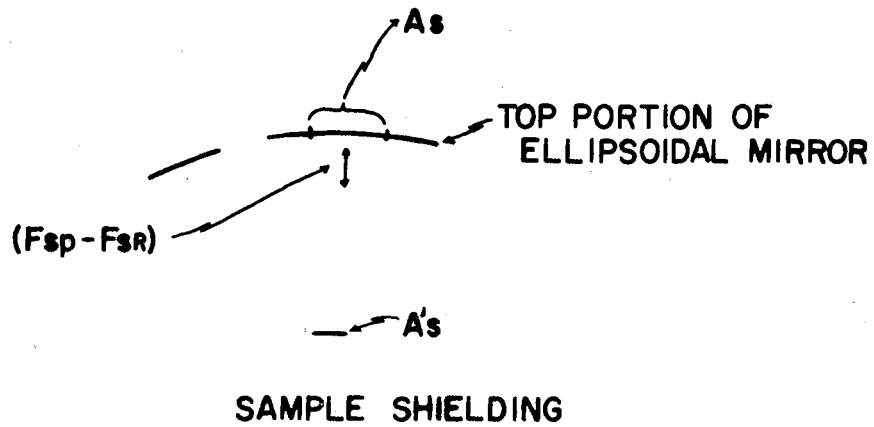 As
TOP PORTION OF
ELLIPSOIDAL MIRROR
(Fsp-FsR)
A's
SAMPLE SHIELDING